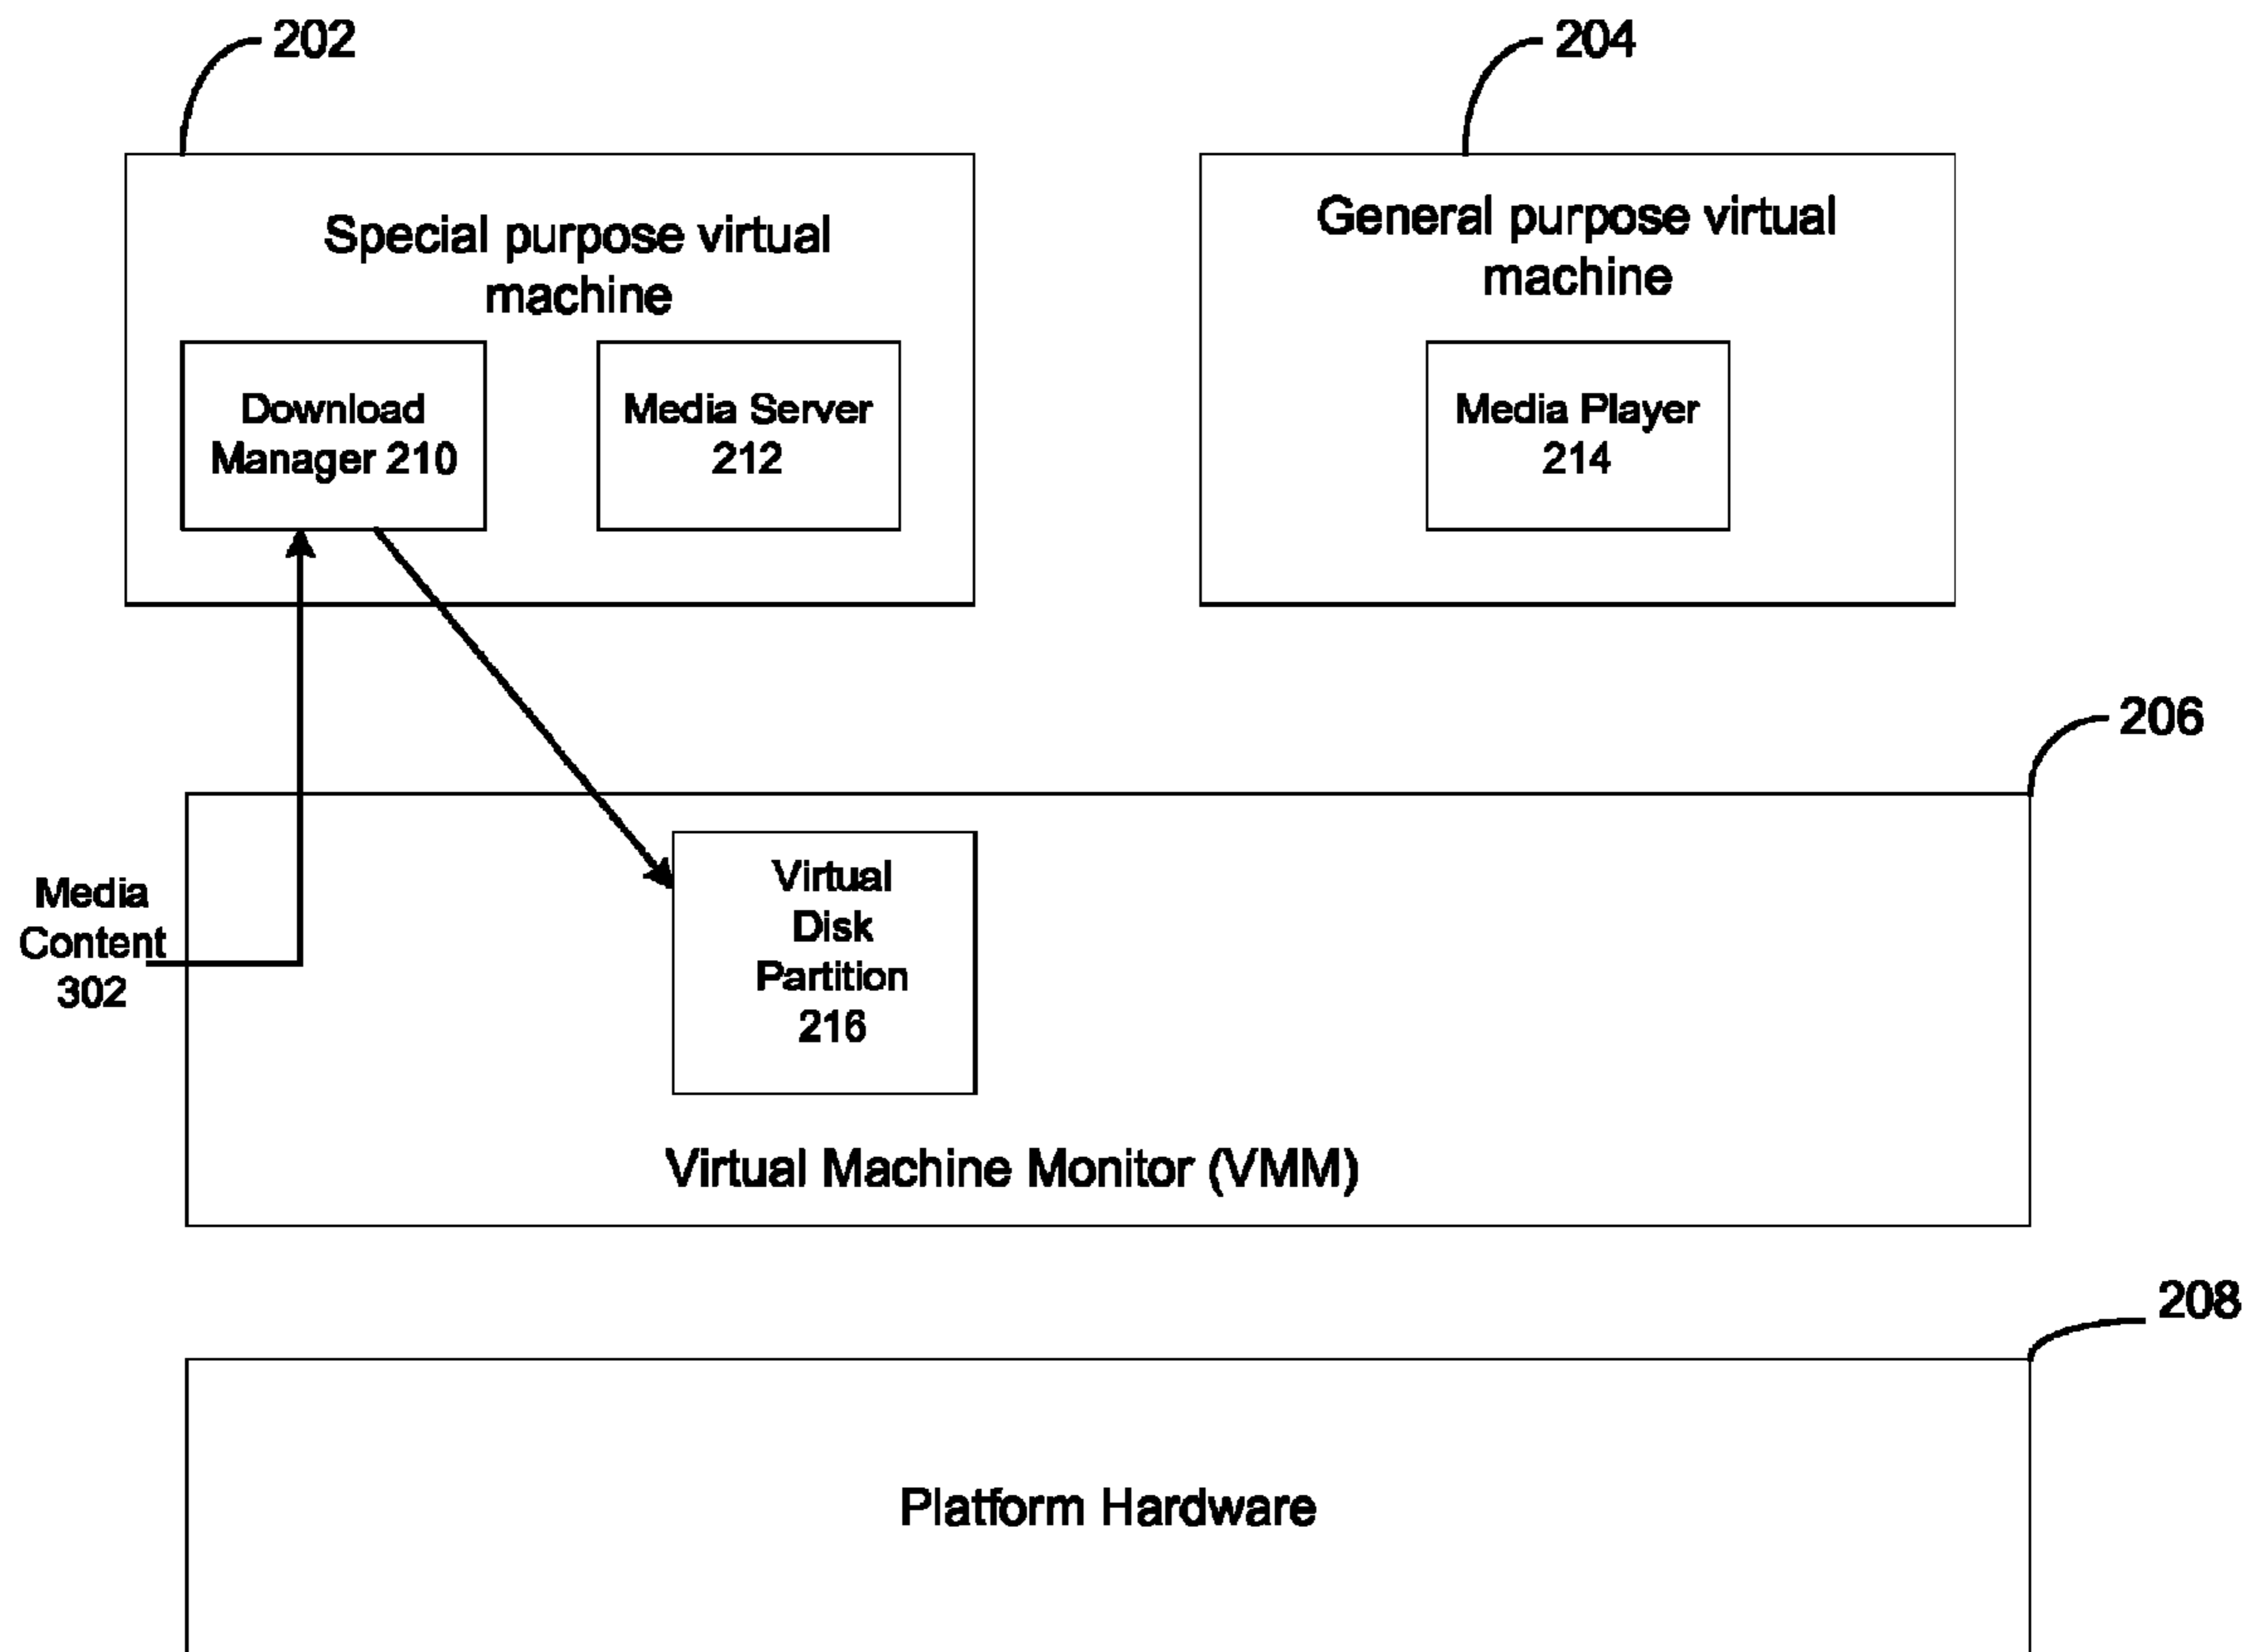 202
204
Special purpose virtual
machine
General purpose virtual
machine
Download
Manager 210
Media Server
212
Media Player
214
206
Media
Content
302
Virtual
Disk
Partition
216
Virtual Machine Monitor (VMM)
208
Platform Hardware